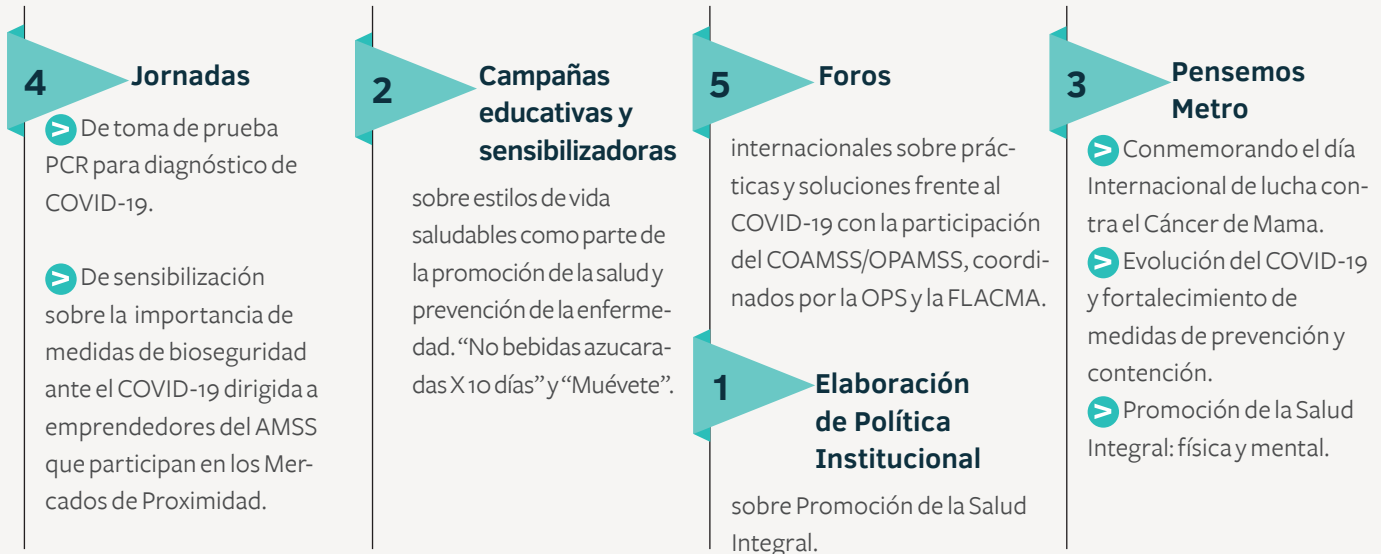 4
Jornadas
> De toma de prueba
PCR para diagnóstico de
COVID-19.
> De sensibilización
sobre la importancia de
medidas de bioseguridad
ante el COVID-19 dirigida a
emprendedores del AMSS
que participan en los Mer-
cados de Proximidad.
2
Campañas
educativas y
sensibilizadoras
sobre estilos de vida
saludables como parte de
la promoción de la salud y
prevención de la enferme-
dad. “No bebidas azucara-
das X 10 días” y “Muévete”.
5
Foros
internacionales sobre prác-
ticas y soluciones frente al
COVID-19 con la participación
del COAMSS/OPAMSS, coordi-
nados por la OPS y la FLACMA.
1
Elaboración
de Política
Institucional
sobre Promoción de la Salud
Integral.
3
Pensemos
Metro
> Conmemorando el día
Internacional de lucha con-
tra el Cáncer de Mama.
> Evolución del COVID-19
y fortalecimiento de
medidas de prevención y
contención.
> Promoción de la Salud
Integral: física y mental.